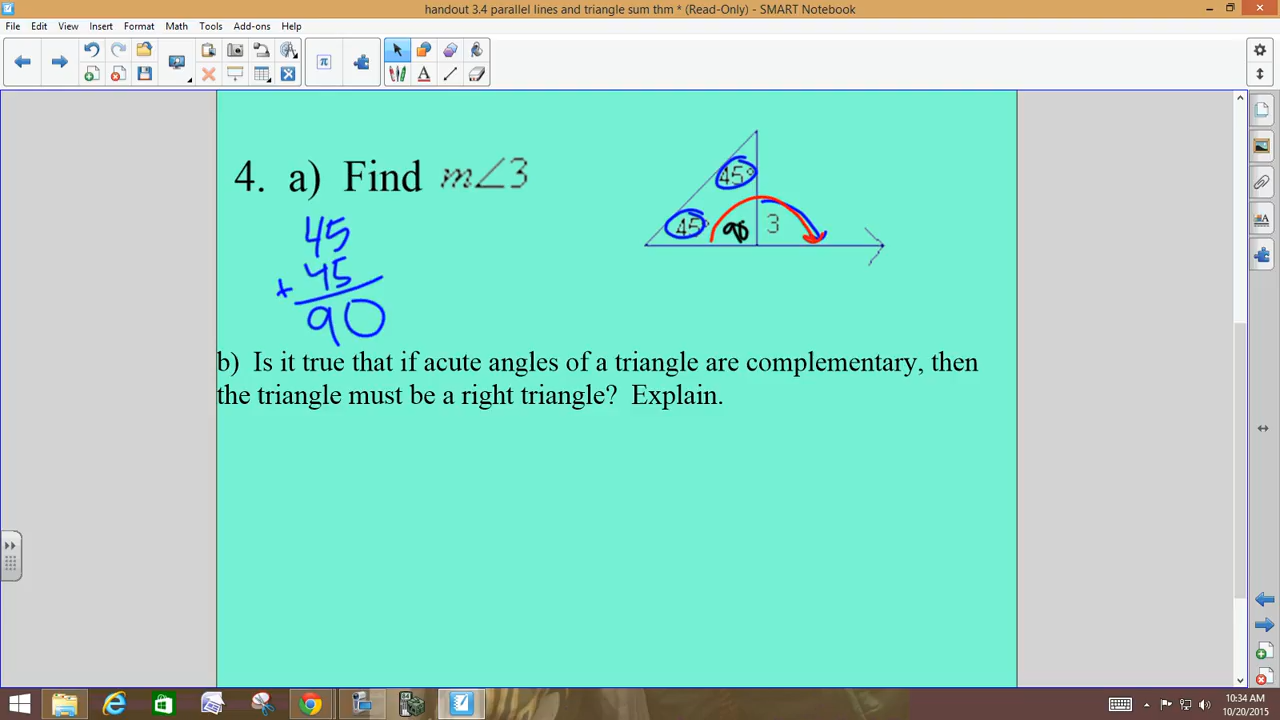 handout 3.4 parallel lines and triangle sum thm * (Read-Only) - SMART Notebook
File Edit View Insert Format Math Tools Add-ons Help
4. a) Find m∠3
45
+ 45
90
45°
45°
90
3
b) Is it true that if acute angles of a triangle are complementary, then
the triangle must be a right triangle? Explain.
10:34 AM
10/20/2015